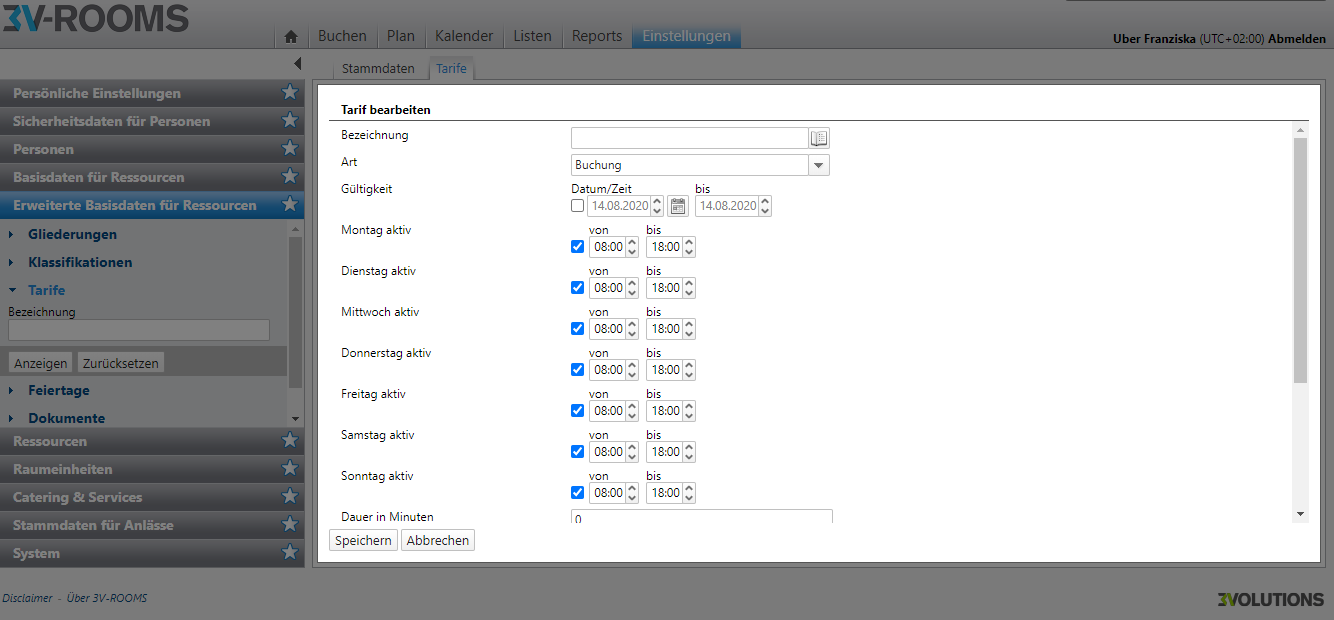 3V-ROOMS
Buchen Plan Kalender Listen Reports Einstellungen
Uber Franziska (UTC+02:00) Abmelden
Stammdaten Tarife
Persönliche Einstellungen
Sicherheitsdaten für Personen
Personen
Basisdaten für Ressourcen
Erweiterte Basisdaten für Ressourcen
Gliederungen
Klassifikationen
Tarife
Bezeichnung
Anzeigen Zurücksetzen
Feiertage
Dokumente
Ressourcen
Raumeinheiten
Catering & Services
Stammdaten für Anlässe
System
Tarif bearbeiten
Bezeichnung
Art Buchung
Gültigkeit Datum/Zeit bis
14.08.2020 14.08.2020
Montag aktiv von bis
08:00 18:00
Dienstag aktiv von bis
08:00 18:00
Mittwoch aktiv von bis
08:00 18:00
Donnerstag aktiv von bis
08:00 18:00
Freitag aktiv von bis
08:00 18:00
Samstag aktiv von bis
08:00 18:00
Sonntag aktiv von bis
08:00 18:00
Dauer in Minuten 0
Speichern Abbrechen
Disclaimer - Über 3V-ROOMS
3VOLUTIONS